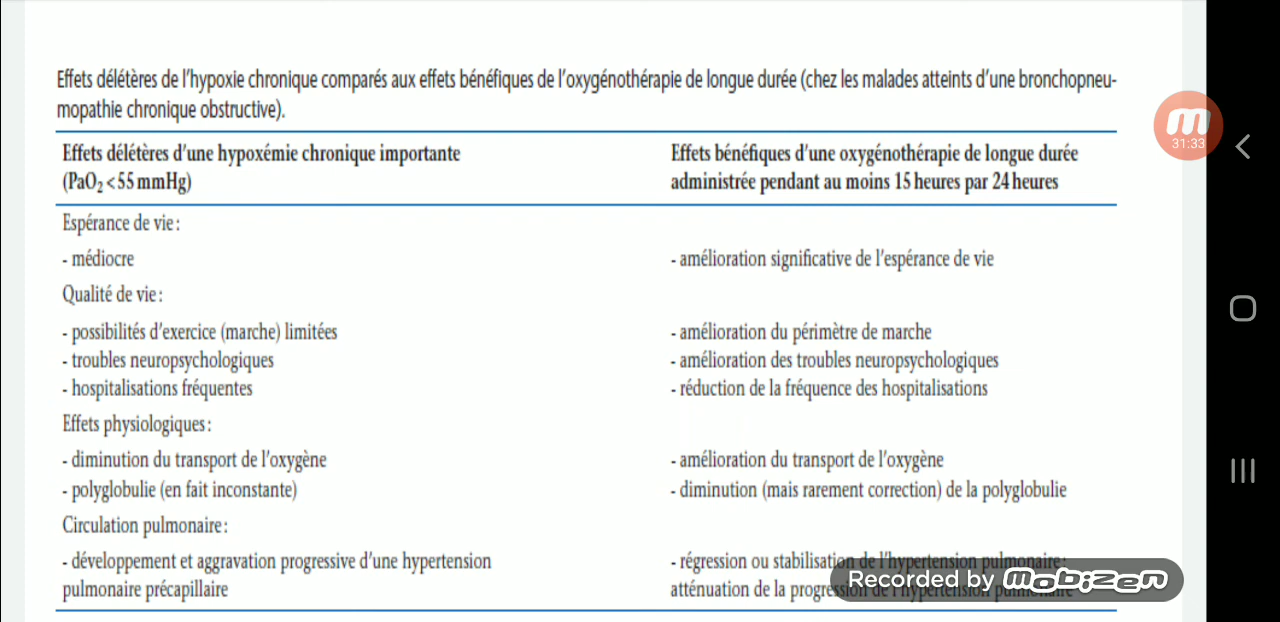 Effets délétères de l'hypoxie chronique comparés aux effets bénéfiques de l'oxygénothérapie de longue durée (chez les malades atteints d'une bronchopneu-
mopathie chronique obstructive).
Effets délétères d'une hypoxémie chronique importante
(PaO₂ < 55 mmHg)
Effets bénéfiques d'une oxygénothérapie de longue durée
administrée pendant au moins 15 heures par 24 heures
Espérance de vie :
- médiocre
- amélioration significative de l'espérance de vie
Qualité de vie :
- possibilités d'exercice (marche) limitées
- amélioration du périmètre de marche
- troubles neuropsychologiques
- amélioration des troubles neuropsychologiques
- hospitalisations fréquentes
- réduction de la fréquence des hospitalisations
Effets physiologiques :
- diminution du transport de l'oxygène
- amélioration du transport de l'oxygène
- polyglobulie (en fait inconstante)
- diminution (mais rarement correction) de la polyglobulie
Circulation pulmonaire :
- développement et aggravation progressive d'une hypertension
pulmonaire précapillaire
- régression ou stabilisation de l'hypertension pulmonaire ;
atténuation de la progression de l'hypertension pulmonaire
31:33
Recorded by Mobizen